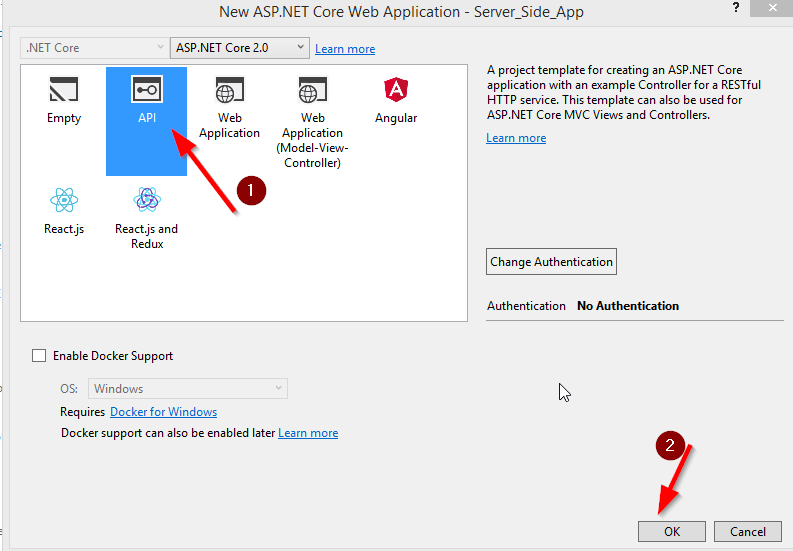 New ASP.NET Core Web Application - Server_Side_App
?
.NET Core
ASP.NET Core 2.0
Learn more
Empty
API
Web
Application
Web
Application
(Model-View-
Controller)
Angular
1
React.js
React.js and
Redux
A project template for creating an ASP.NET Core
application with an example Controller for a RESTful
HTTP service. This template can also be used for
ASP.NET Core MVC Views and Controllers.
Learn more
Change Authentication
Authentication No Authentication
Enable Docker Support
OS: Windows
Requires Docker for Windows
Docker support can also be enabled later Learn more
2
OK
Cancel